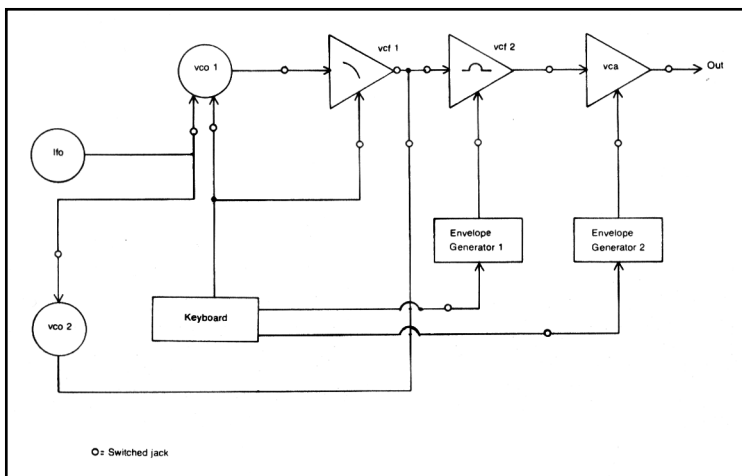 vcf 1
vcf 2
vco 1
vca
Out
lfo
Envelope
Generator 1
Envelope
Generator 2
Keyboard
vco 2
O = Switched jack